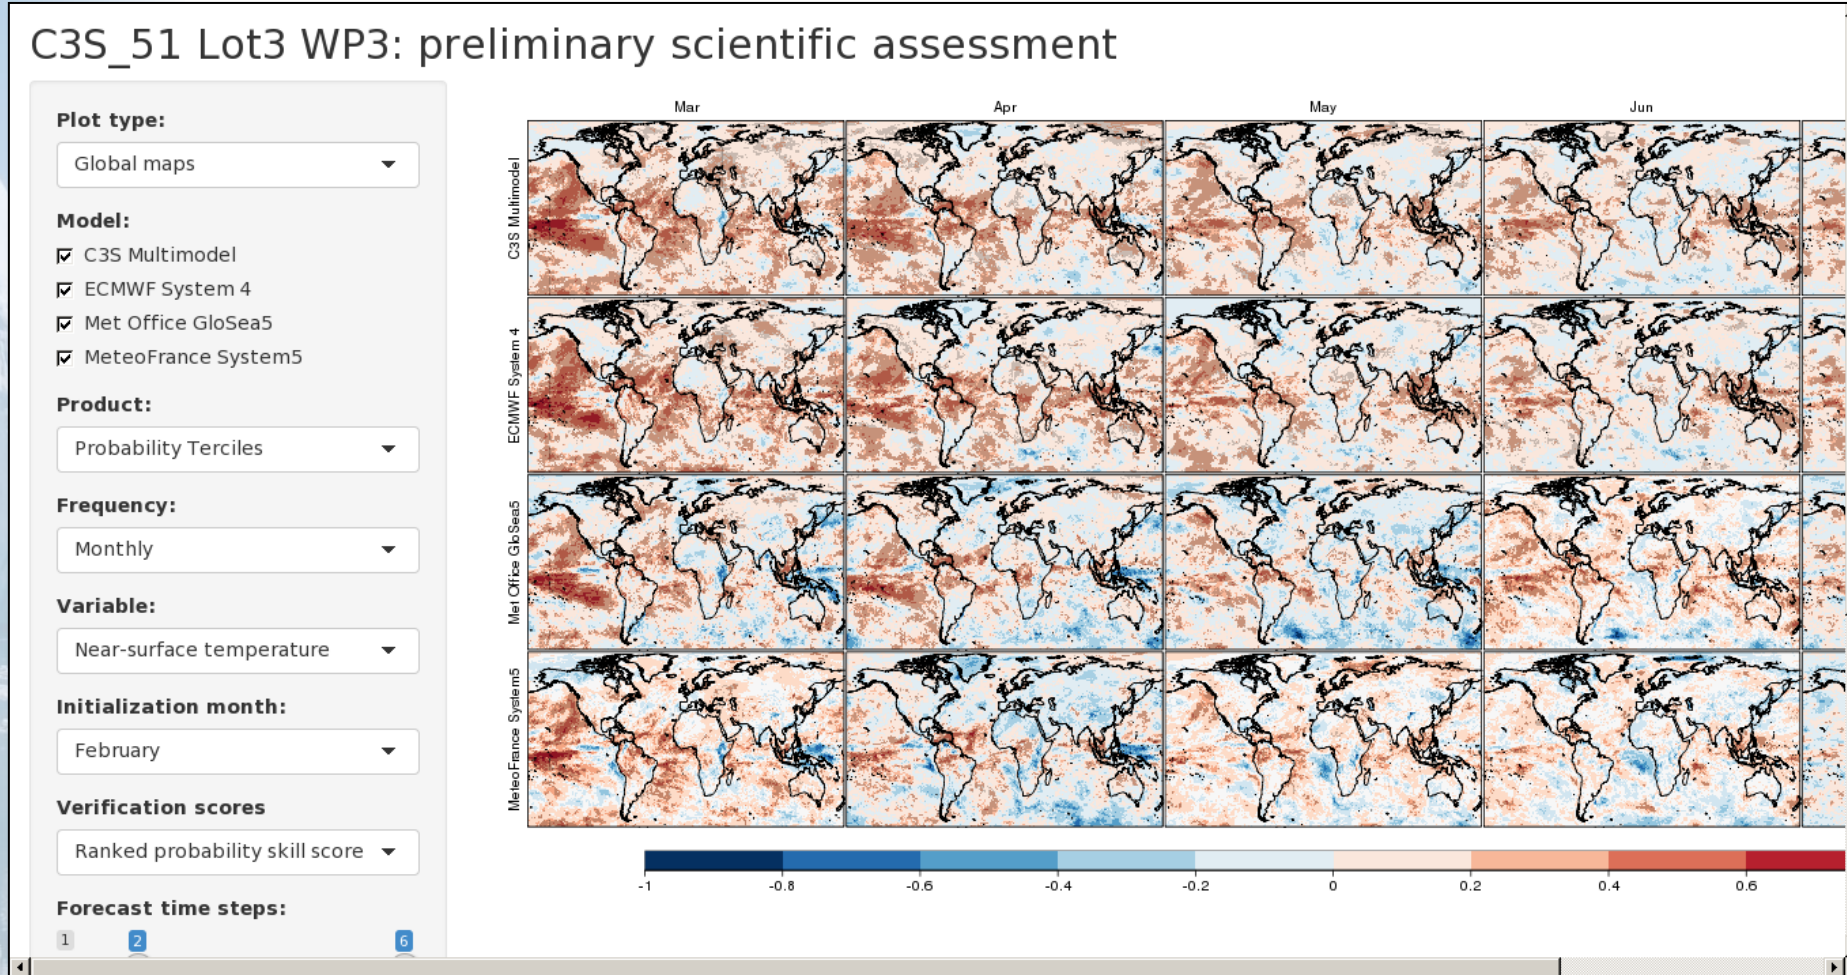 C3S_51 Lot3 WP3: preliminary scientific assessment
Plot type:
Global maps
Model:
C3S Multimodel
ECMWF System 4
Met Office GloSea5
MeteoFrance System5
Product:
Probability Terciles
Frequency:
Monthly
Variable:
Near-surface temperature
Initialization month:
February
Verification scores
Ranked probability skill score
Forecast time steps:
1 2 6
Mar Apr May Jun
C3S Multimodel
ECMWF System 4
Met Office GloSea5
MeteoFrance System5
-1 -0.8 -0.6 -0.4 -0.2 0 0.2 0.4 0.6